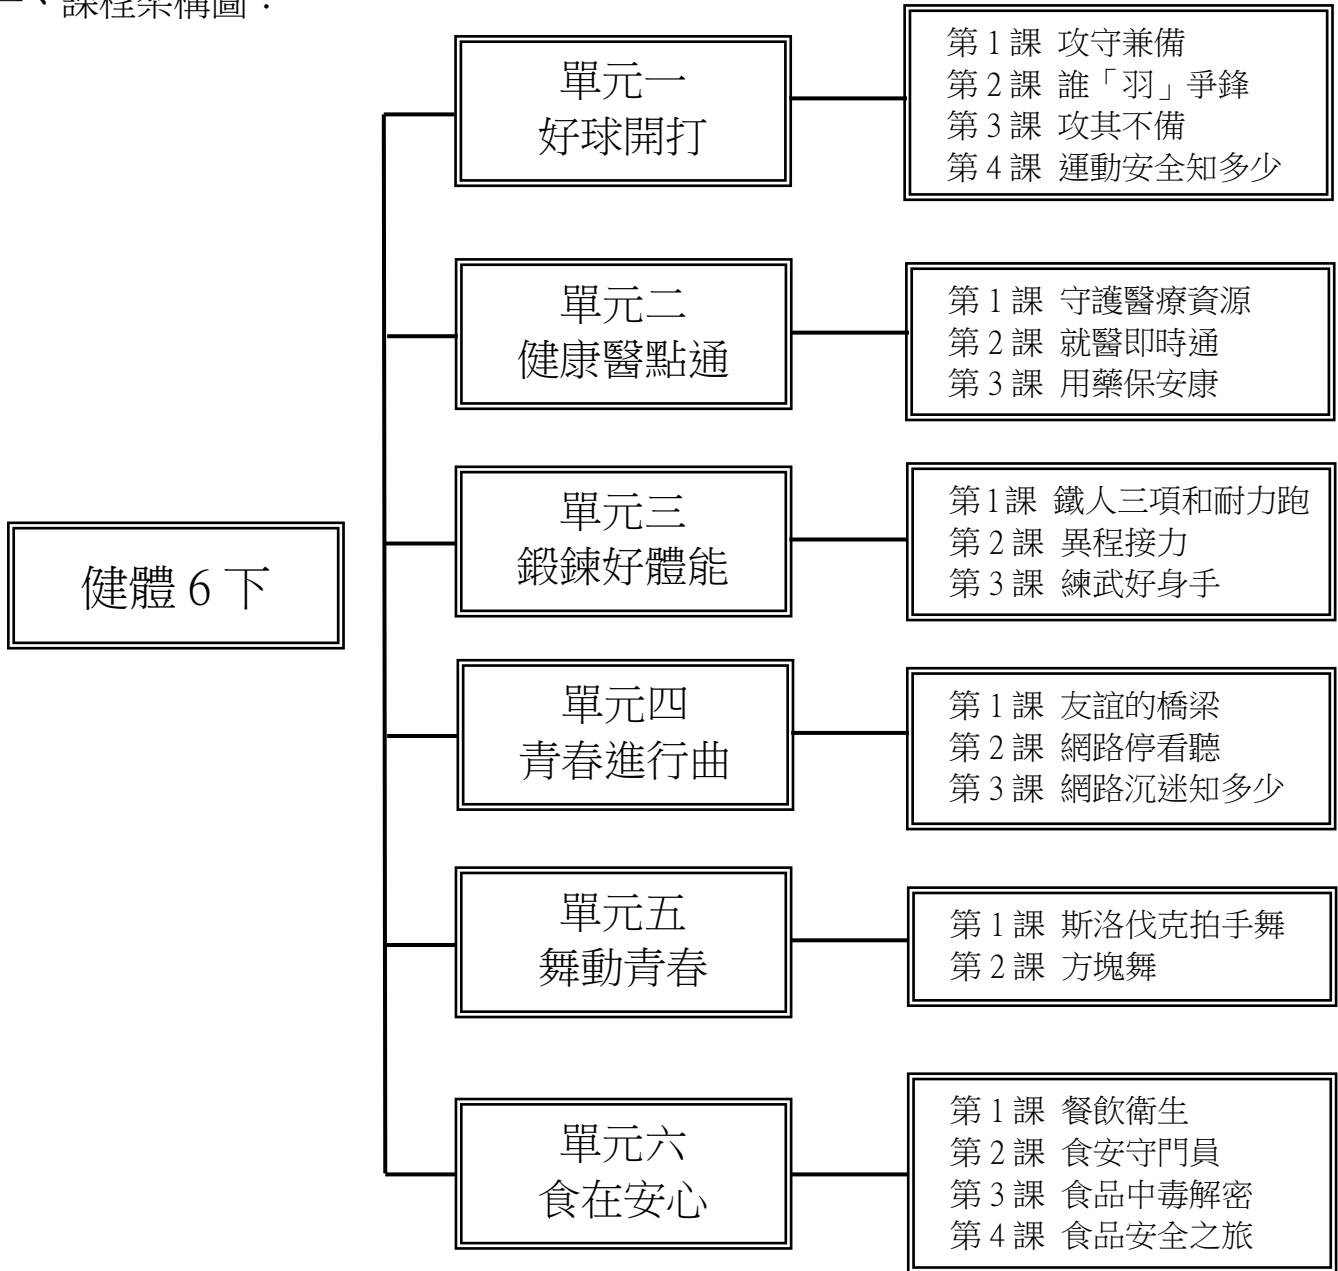 一、課程架構圖：
健體6下
單元一
好球開打
第1課 攻守兼備
第2課 誰「羽」爭鋒
第3課 攻其不備
第4課 運動安全知多少
單元二
健康醫點通
第1課 守護醫療資源
第2課 就醫即時通
第3課 用藥保安康
單元三
鍛鍊好體能
第1課 鐵人三項和耐力跑
第2課 異程接力
第3課 練武好身手
單元四
青春進行曲
第1課 友誼的橋梁
第2課 網路停看聽
第3課 網路沉迷知多少
單元五
舞動青春
第1課 斯洛伐克拍手舞
第2課 方塊舞
單元六
食在安心
第1課 餐飲衛生
第2課 食安守門員
第3課 食品中毒解密
第4課 食品安全之旅